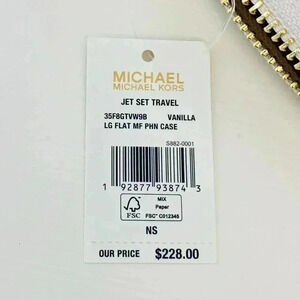 MICHAEL
MICHAEL KORS
JET SET TRAVEL
35F8GTVW9B VANILLA
LG FLAT MF PHN CASE
S882-0001
1 92877 93874 3
FSC
MIX
Paper
FSC® C012345
NS
OUR PRICE $228.00